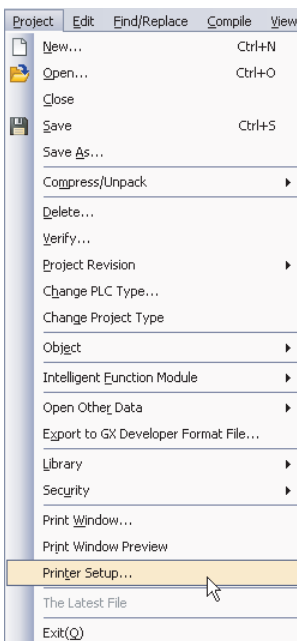 Project Edit Find/Replace Compile View
New... Ctrl+N
Open... Ctrl+O
Close
Save Ctrl+S
Save As...
Compress/Unpack
Delete...
Verify...
Project Revision
Change PLC Type...
Change Project Type
Object
Intelligent Function Module
Open Other Data
Export to GX Developer Format File...
Library
Security
Print Window...
Print Window Preview
Printer Setup...
The Latest File
Exit(Q)